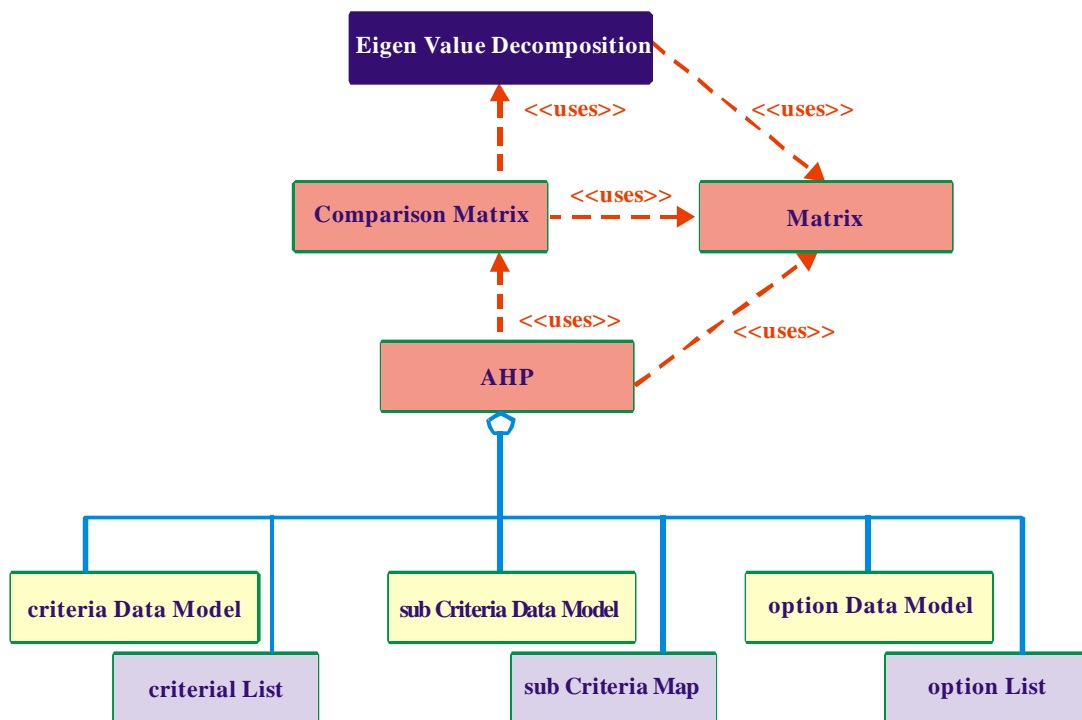 Eigen Value Decomposition
<<uses>>
<<uses>>
Comparison Matrix
<<uses>>
Matrix
<<uses>>
<<uses>>
AHP
criteria Data Model
sub Criteria Data Model
option Data Model
criterial List
sub Criteria Map
option List